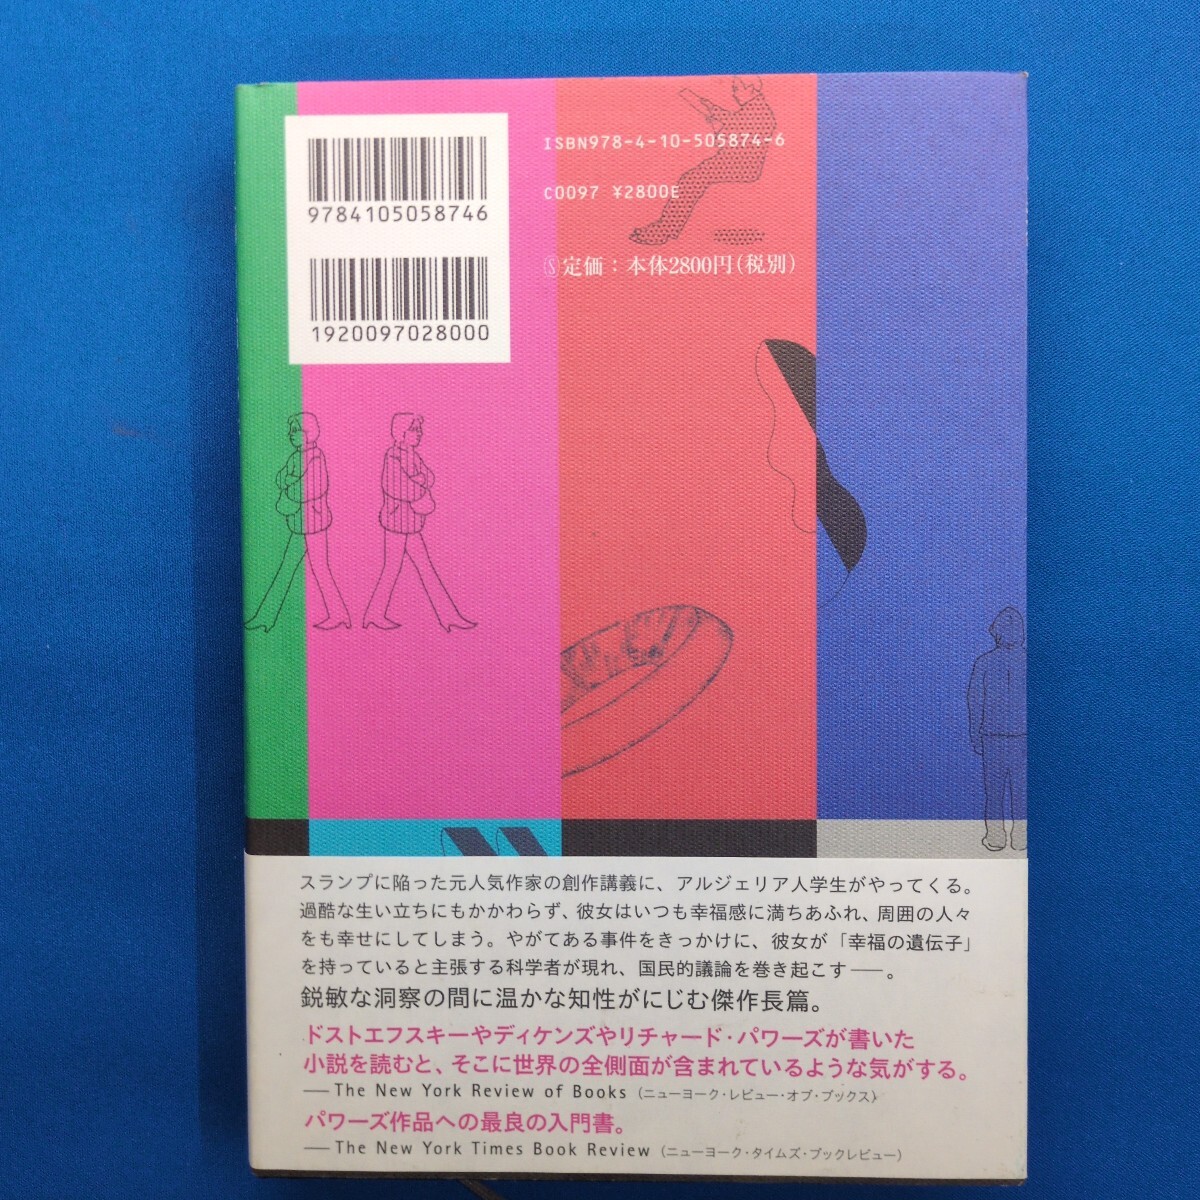 9784105058746
1920097028000
ISBN978-4-10-505874-6
C0097 ¥2800E
Ⓢ定価：本体2800円(税別)
スランプに陥った元人気作家の創作講義に、アルジェリア人学生がやってくる。
過酷な生い立ちにもかかわらず、彼女はいつも幸福感に満ちあふれ、周囲の人々
をも幸せにしてしまう。やがてある事件をきっかけに、彼女が「幸福の遺伝子」
を持っていると主張する科学者が現れ、国民的議論を巻き起こす――。
鋭敏な洞察の間に温かな知性がにじむ傑作長篇。
ドストエフスキーやディケンズやリチャード・パワーズが書いた
小説を読むと、そこに世界の全側面が含まれているような気がする。
――The New York Review of Books（ニューヨーク・レビュー・オブ・ブックス）
パワーズ作品への最良の入門書。
――The New York Times Book Review（ニューヨーク・タイムズ・ブックレビュー）